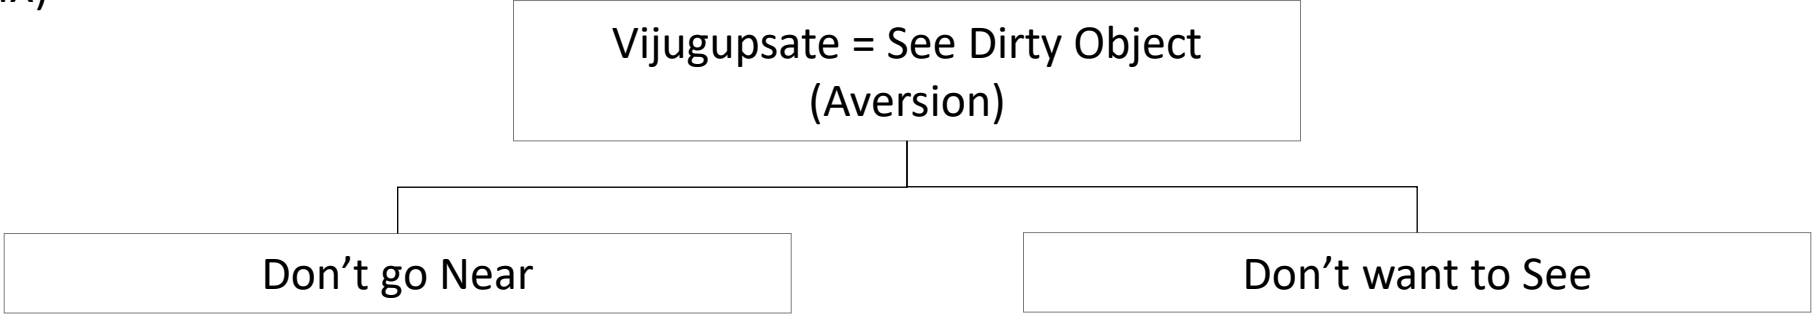 Vijugupsate = See Dirty Object
(Aversion)
Don’t go Near
Don’t want to See